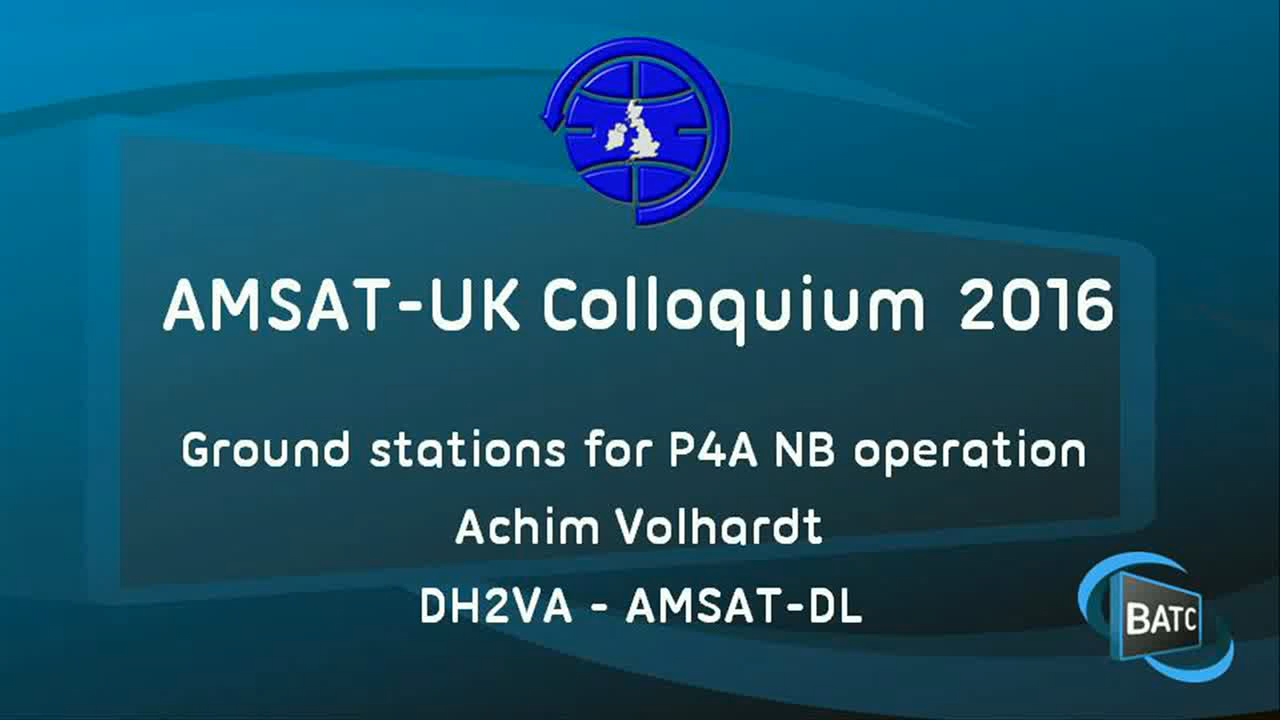 AMSAT-UK Colloquium 2016
Ground stations for P4A NB operation
Achim Volhardt
DH2VA - AMSAT-DL
BATC